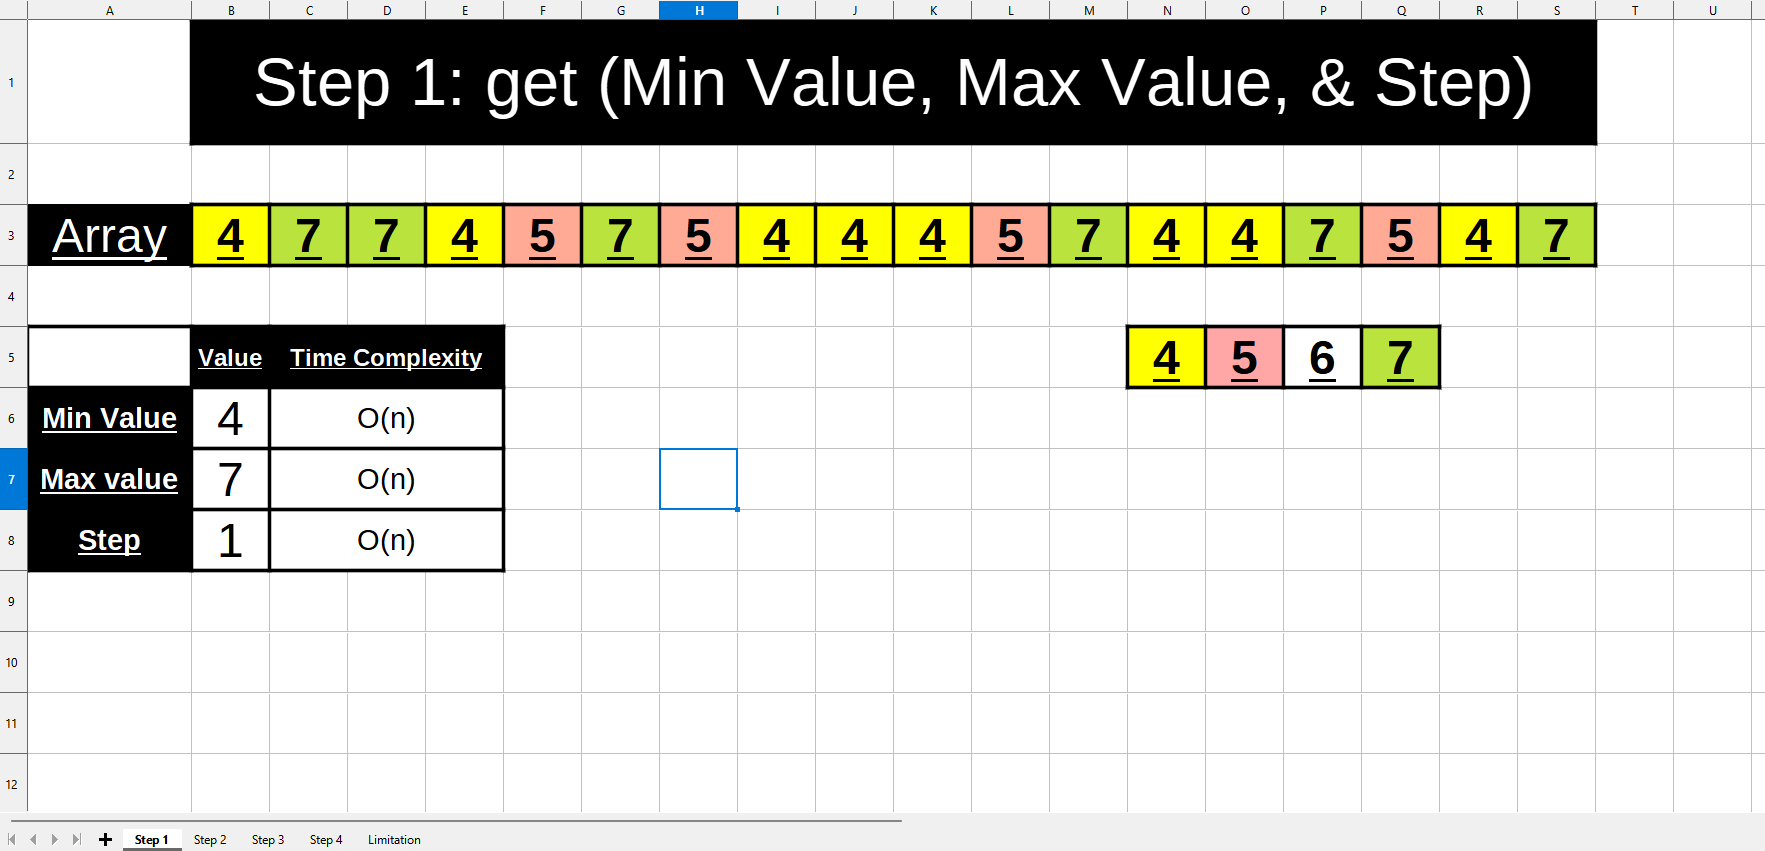 A B C D E F G H I J K L M N O P Q R S T U
1 Step 1: get (Min Value, Max Value, & Step)
2
3 Array 4 7 7 4 5 7 5 4 4 4 5 7 4 4 7 5 4 7
4
5 Value Time Complexity 4 5 6 7
6 Min Value 4 O(n)
7 Max value 7 O(n)
8 Step 1 O(n)
9
10
11
12
Step 1 Step 2 Step 3 Step 4 Limitation